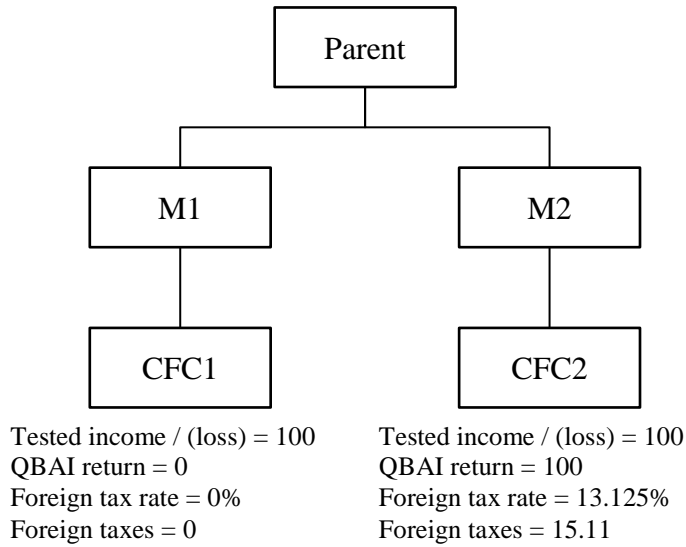 Parent
M1
M2
CFC1
CFC2
Tested income / (loss) = 100
QBAI return = 0
Foreign tax rate = 0%
Foreign taxes = 0
Tested income / (loss) = 100
QBAI return = 100
Foreign tax rate = 13.125%
Foreign taxes = 15.11